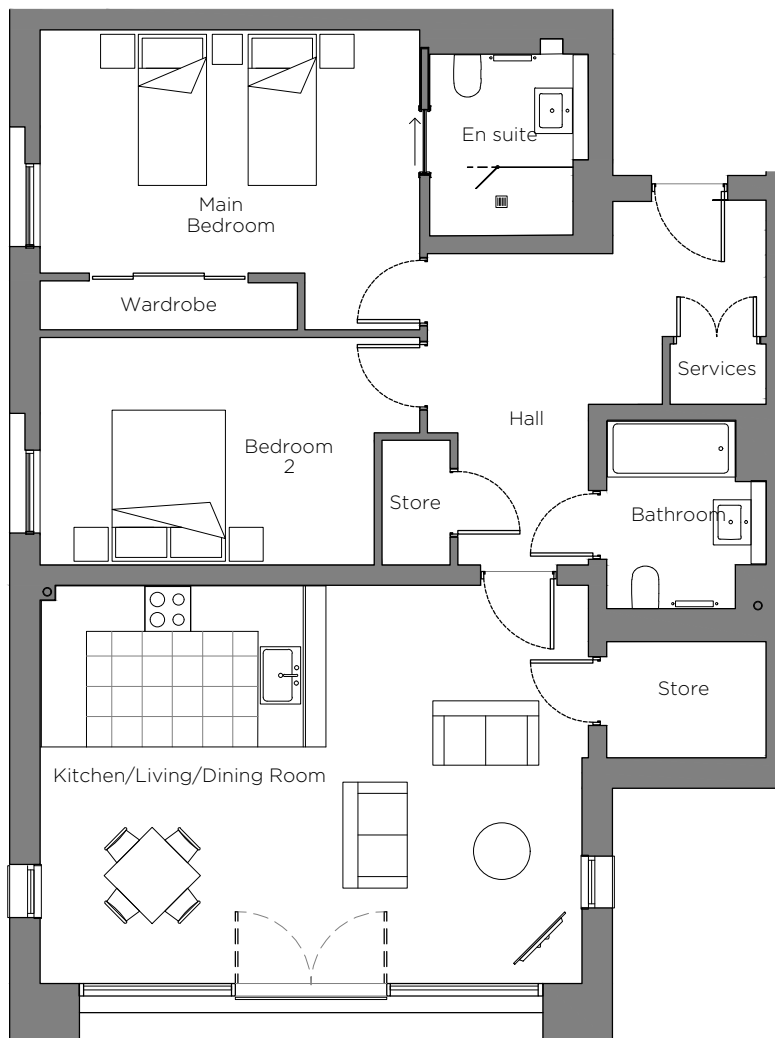 En suite
Main
Bedroom
Wardrobe
Services
Hall
Bedroom
2
Store
Bathroom
Store
Kitchen/Living/Dining Room